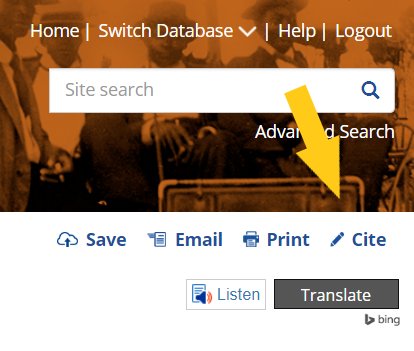 Home | Switch Database | Help | Logout
Site search
Advanced Search
Save Email Print Cite
Listen Translate
bing